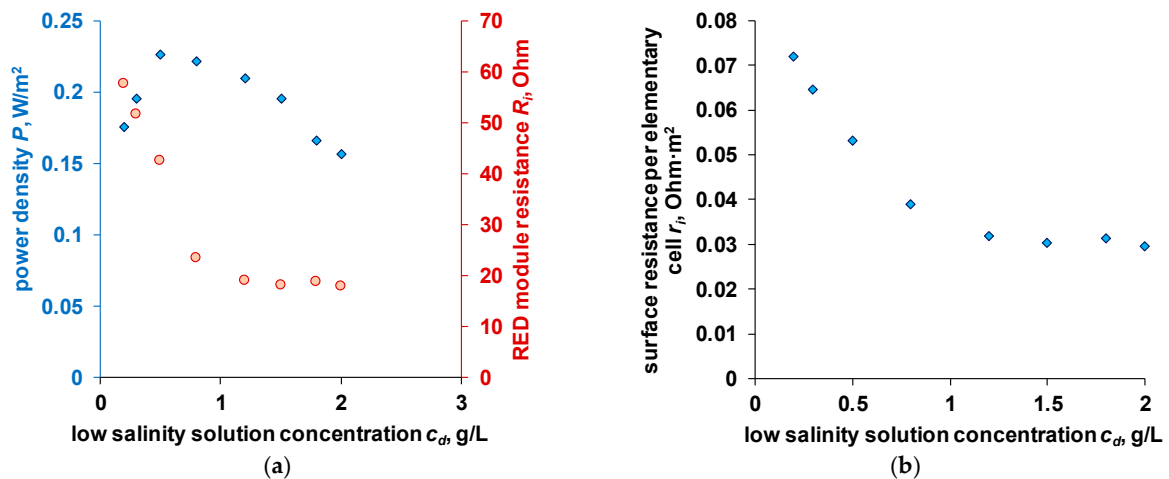 0.25
0.2
0.15
0.1
0.05
0
power density P, W/m²
70
60
50
40
30
20
10
0
RED module resistance Rᵢ, Ohm
0 1 2 3
low salinity solution concentration c_d, g/L
(a)
0.08
0.07
0.06
0.05
0.04
0.03
0.02
0.01
0
surface resistance per elementary
cell rᵢ, Ohm·m²
0 0.5 1 1.5 2
low salinity solution concentration c_d, g/L
(b)